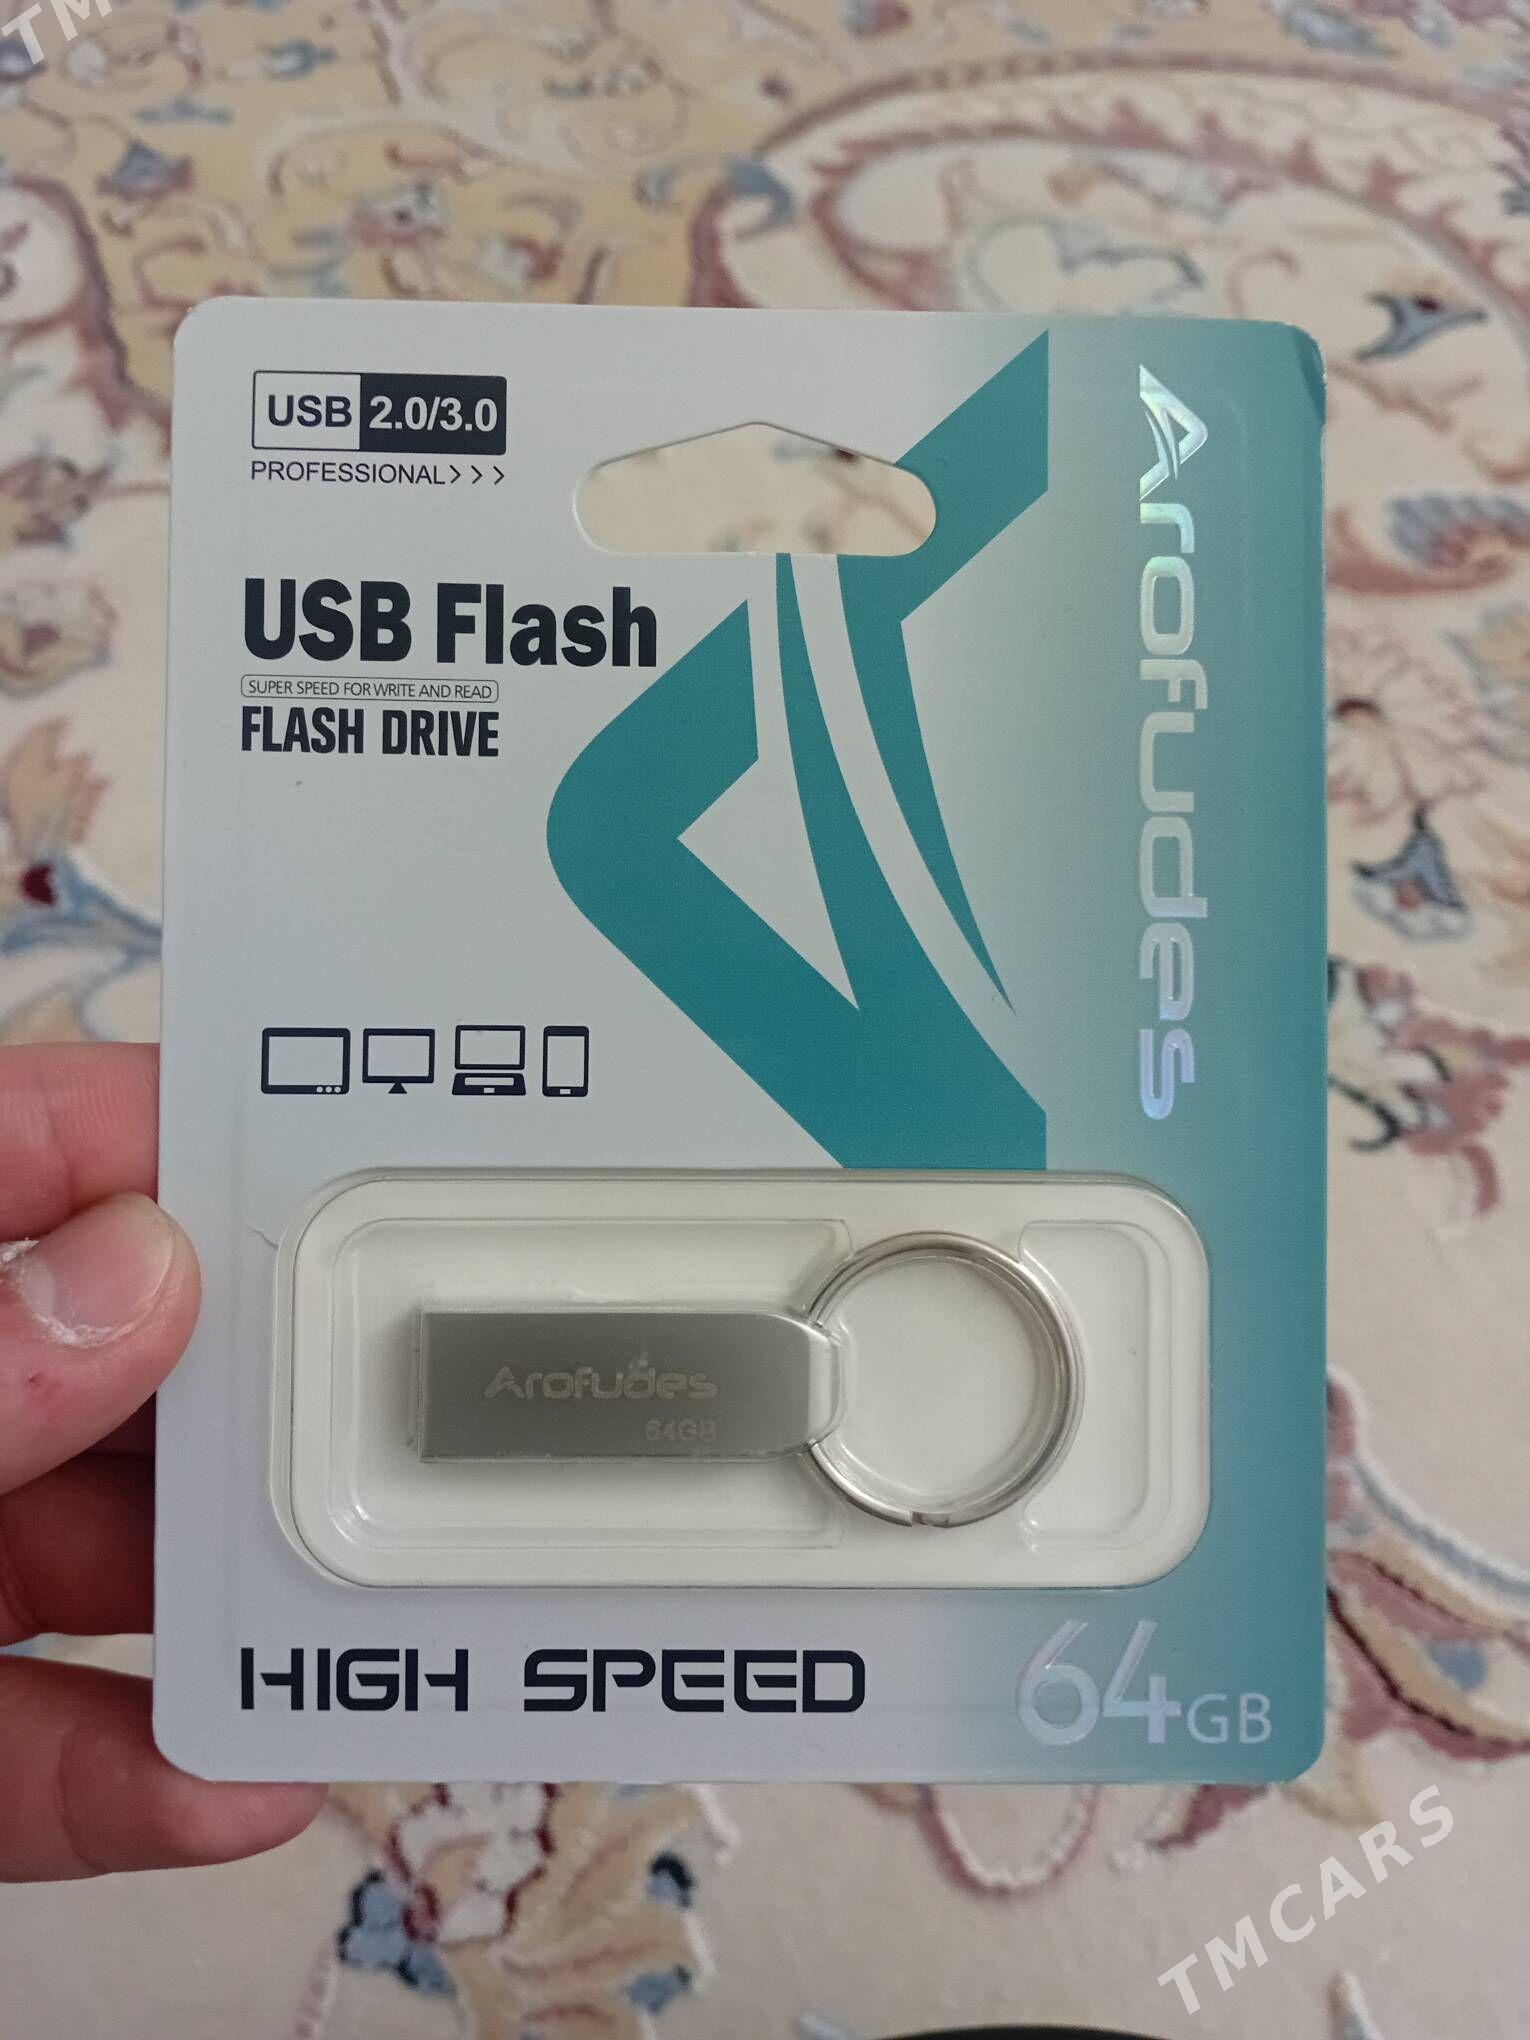 TM
USB 2.0/3.0
PROFESSIONAL>>>
USB Flash
SUPER SPEED FOR WRITE AND READ
FLASH DRIVE
Arofudes
Arofudes
64GB
HIGH SPEED
64GB
TMCARS